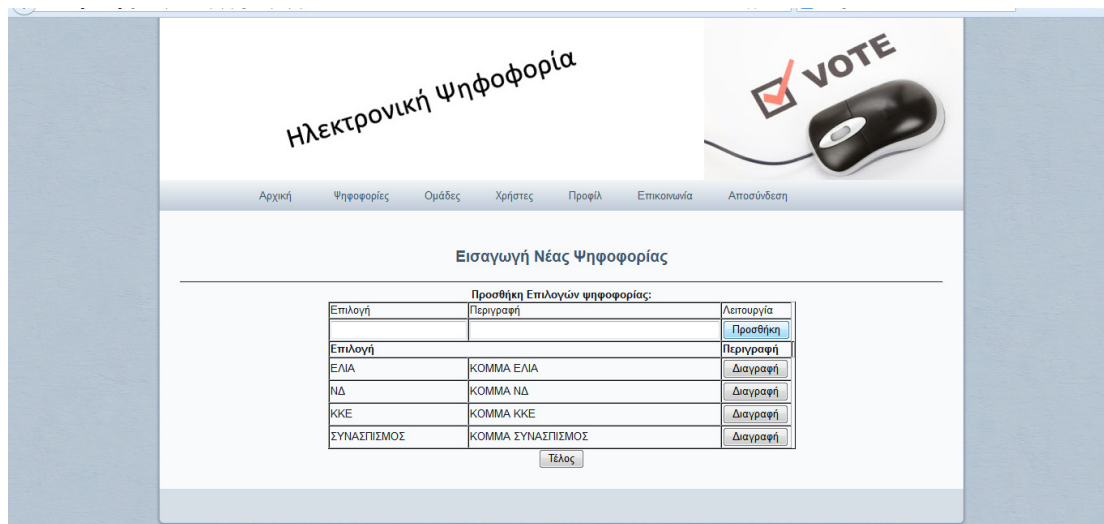 Ηλεκτρονική Ψηφοφορία
VOTE
Αρχική Ψηφοφορίες Ομάδες Χρήστες Προφίλ Επικοινωνία Αποσύνδεση
Εισαγωγή Νέας Ψηφοφορίας
Προσθήκη Επιλογών ψηφοφορίας:
Επιλογή Περιγραφή Λειτουργία
Προσθήκη
Επιλογή Περιγραφή
ΕΛΙΑ ΚΟΜΜΑ ΕΛΙΑ Διαγραφή
ΝΔ ΚΟΜΜΑ ΝΔ Διαγραφή
ΚΚΕ ΚΟΜΜΑ ΚΚΕ Διαγραφή
ΣΥΝΑΣΠΙΣΜΟΣ ΚΟΜΜΑ ΣΥΝΑΣΠΙΣΜΟΣ Διαγραφή
Τέλος